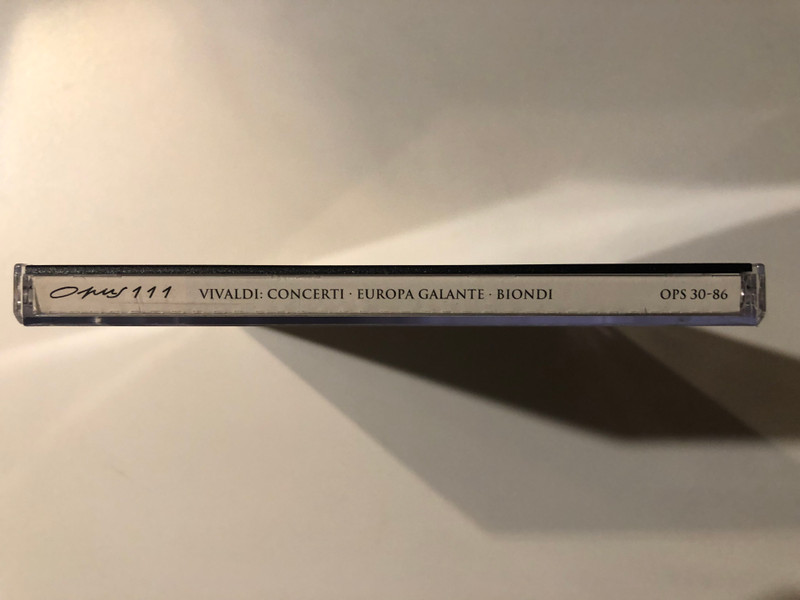 Opus 111 VIVALDI: CONCERTI · EUROPA GALANTE · BIONDI OPS 30-86